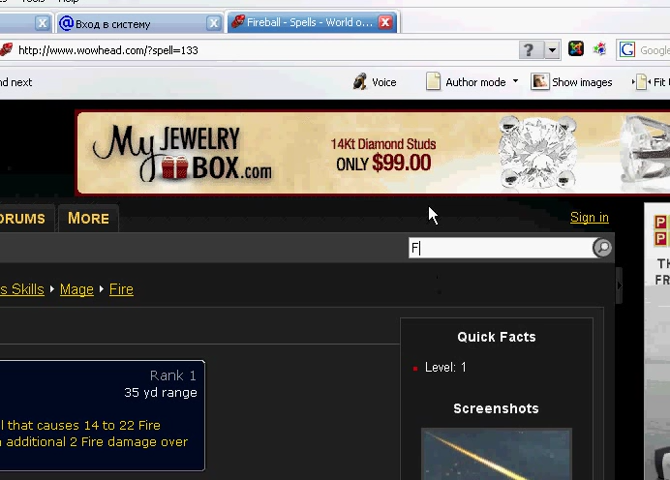 Tools Help
Вход в систему
Fireball - Spells - World o...
http://www.wowhead.com/?spell=133
?
G Google
nd next
Voice
Author mode
Show images
Fit
My JEWELRY BOX.com
14Kt Diamond Studs
ONLY $99.00
ORUMS
MORE
Sign in
F
s Skills
Mage
Fire
Quick Facts
Level: 1
Rank 1
35 yd range
l that causes 14 to 22 Fire
additional 2 Fire damage over
Screenshots
P
P
TH
FR